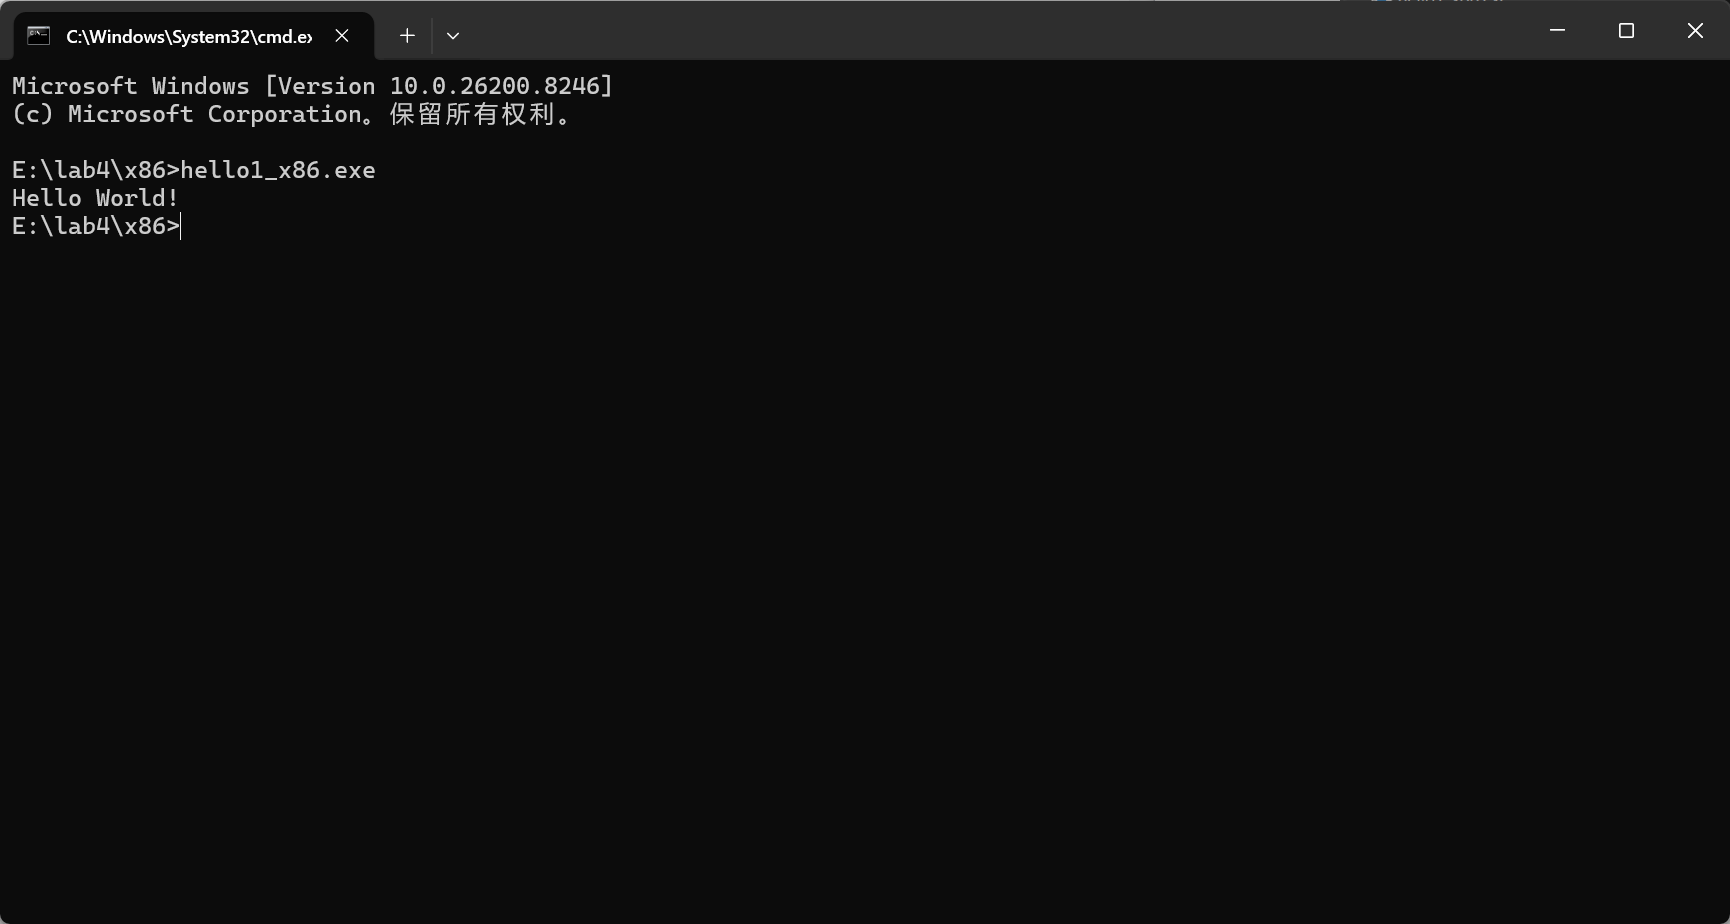 C:\Windows\System32\cmd.ex
Microsoft Windows [Version 10.0.26200.8246]
(c) Microsoft Corporation。保留所有权利。
E:\lab4\x86>hello1_x86.exe
Hello World!
E:\lab4\x86>